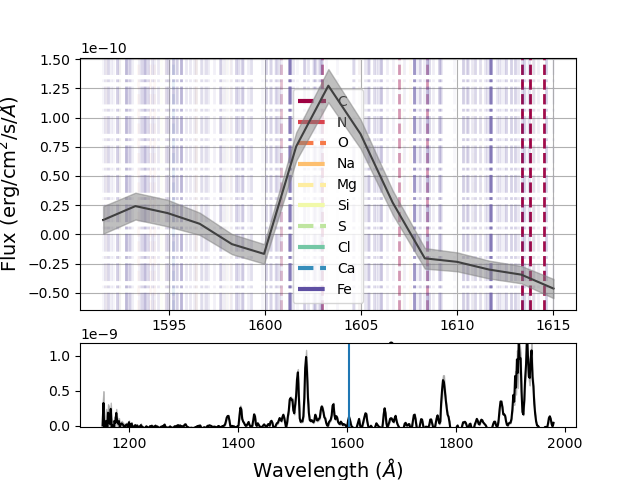 1e−10
1.50
1.25
1.00
0.75
0.50
0.25
0.00
−0.25
−0.50
Flux (erg/cm²/s/Å)
C
N
O
Na
Mg
Si
S
Cl
Ca
Fe
1595 1600 1605 1610 1615
1e−9
1.0
0.5
0.0
1200 1400 1600 1800 2000
Wavelength (Å)